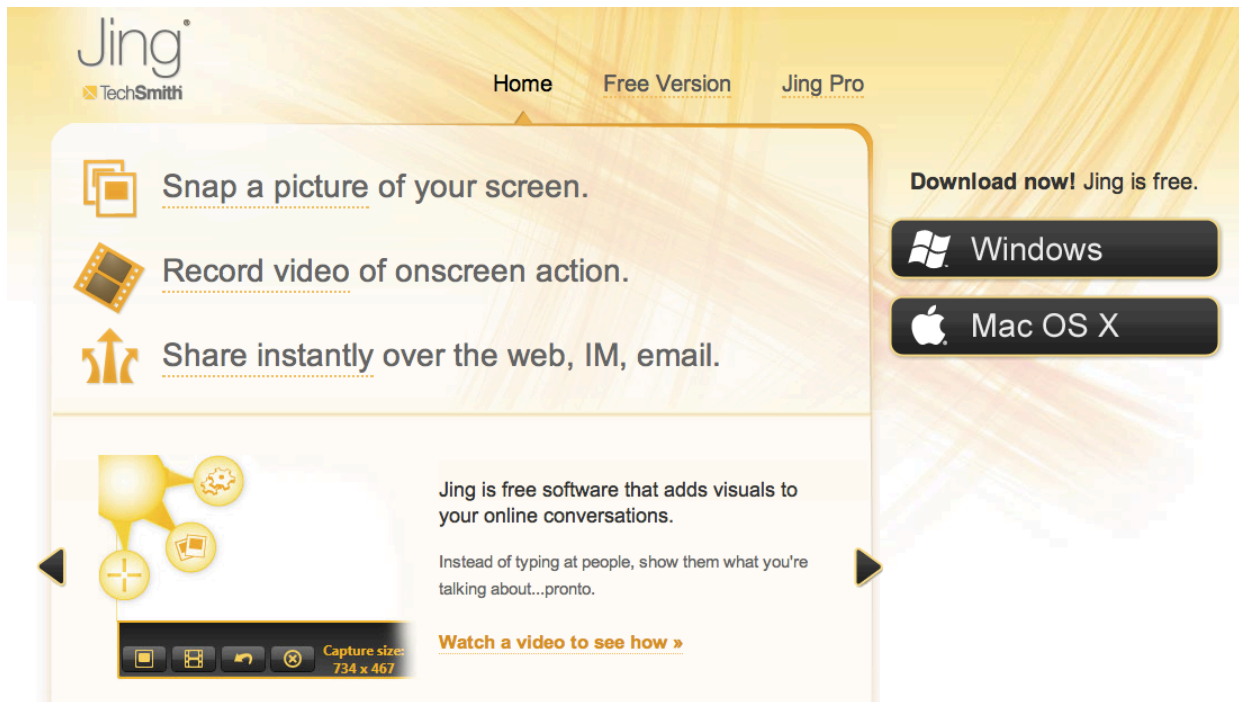 Jing®
TechSmith
Home Free Version Jing Pro
Snap a picture of your screen.
Record video of onscreen action.
Share instantly over the web, IM, email.
Download now! Jing is free.
Windows
Mac OS X
Jing is free software that adds visuals to
your online conversations.
Instead of typing at people, show them what you're
talking about...pronto.
Watch a video to see how »
Capture size:
734 x 467